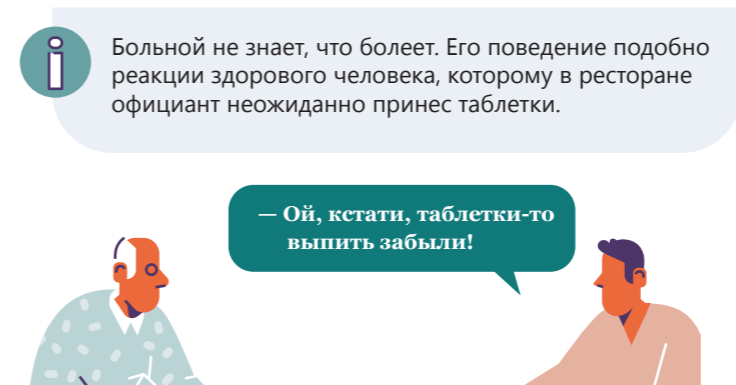 Больной не знает, что болеет. Его поведение подобно
реакции здорового человека, которому в ресторане
официант неожиданно принес таблетки.
— Ой, кстати, таблетки-то
выпить забыли!